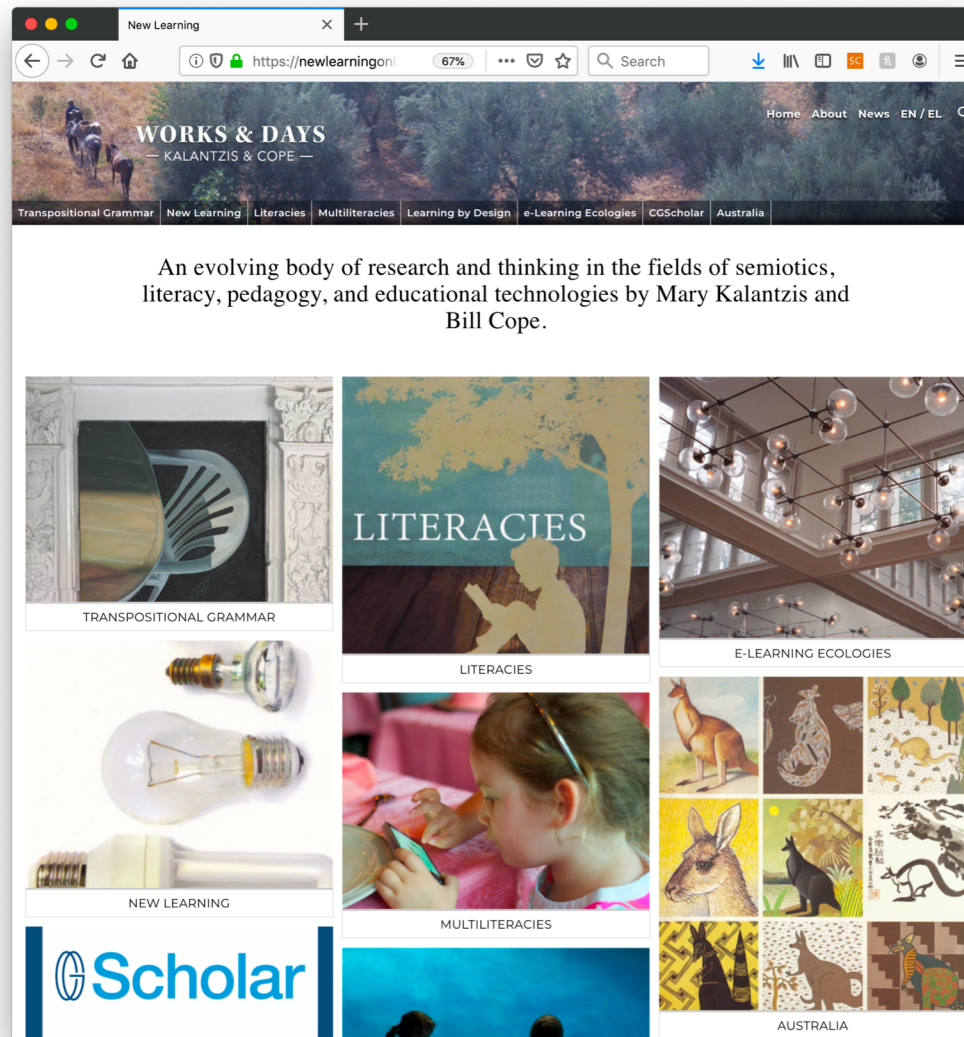 New Learning
https://newlearningonl
67%
Search
SC
Home About News EN / EL
WORKS & DAYS
— KALANTZIS & COPE —
Transpositional Grammar New Learning Literacies Multiliteracies Learning by Design e-Learning Ecologies CGScholar Australia
An evolving body of research and thinking in the fields of semiotics,
literacy, pedagogy, and educational technologies by Mary Kalantzis and
Bill Cope.
LITERACIES
TRANSPOSITIONAL GRAMMAR
LITERACIES
E-LEARNING ECOLOGIES
NEW LEARNING
MULTILITERACIES
Scholar
AUSTRALIA